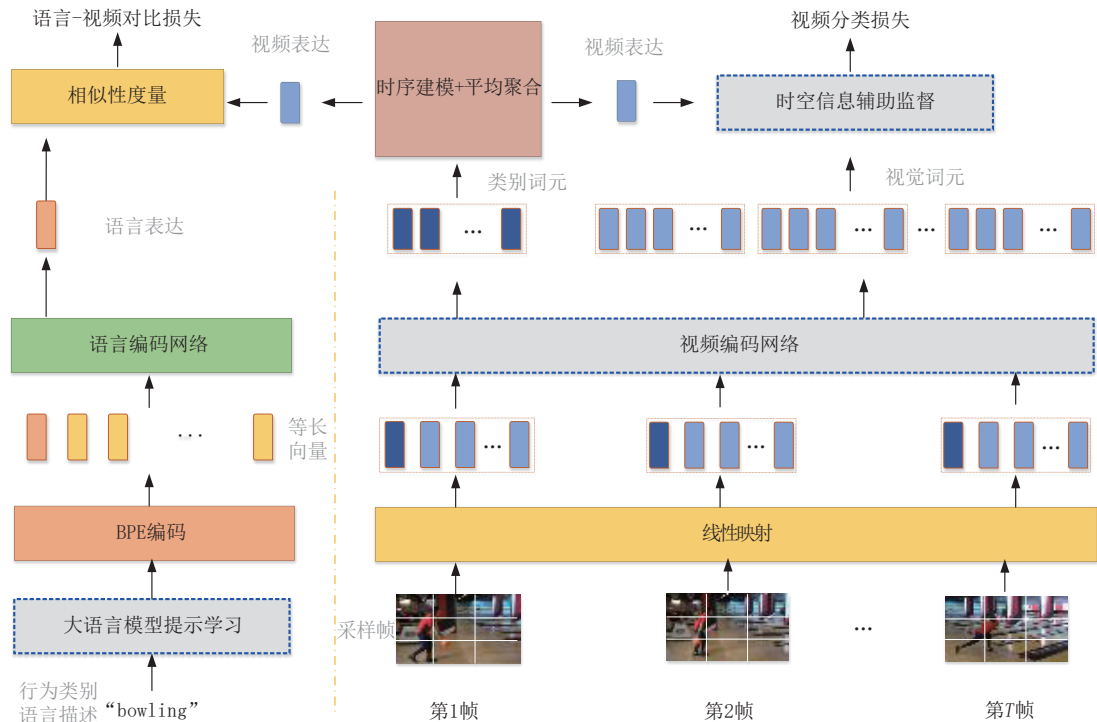 语言-视频对比损失
视频分类损失
视频表达
视频表达
相似性度量
时序建模+平均聚合
时空信息辅助监督
类别词元
视觉词元
语言表达
...
...
...
...
...
语言编码网络
视频编码网络
...
等长
向量
...
...
...
BPE编码
线性映射
大语言模型提示学习
采样帧
...
行为类别
语言描述
“bowling”
第1帧
第2帧
第T帧